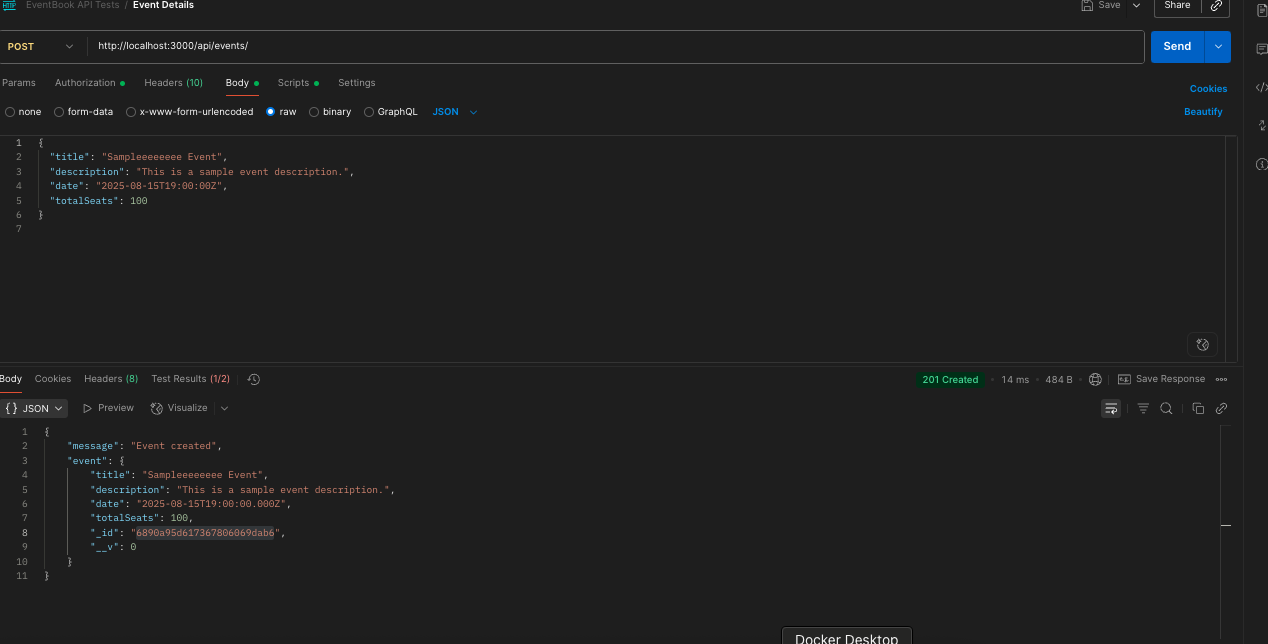 HTTP EventBook API Tests / Event Details Save Share
POST http://localhost:3000/api/events/ Send
Params Authorization Headers (10) Body Scripts Settings Cookies
none form-data x-www-form-urlencoded raw binary GraphQL JSON Beautify
1 {
2 "title": "Sampleeeeeeee Event",
3 "description": "This is a sample event description.",
4 "date": "2025-08-15T19:00:00Z",
5 "totalSeats": 100
6 }
7
Body Cookies Headers (8) Test Results (1/2) 201 Created • 14 ms • 484 B • Save Response
{} JSON Preview Visualize
1 {
2 "message": "Event created",
3 "event": {
4 "title": "Sampleeeeeeee Event",
5 "description": "This is a sample event description.",
6 "date": "2025-08-15T19:00:00.000Z",
7 "totalSeats": 100,
8 "_id": "6890a95d617367806069dab6",
9 "__v": 0
10 }
11 }
Docker Desktop